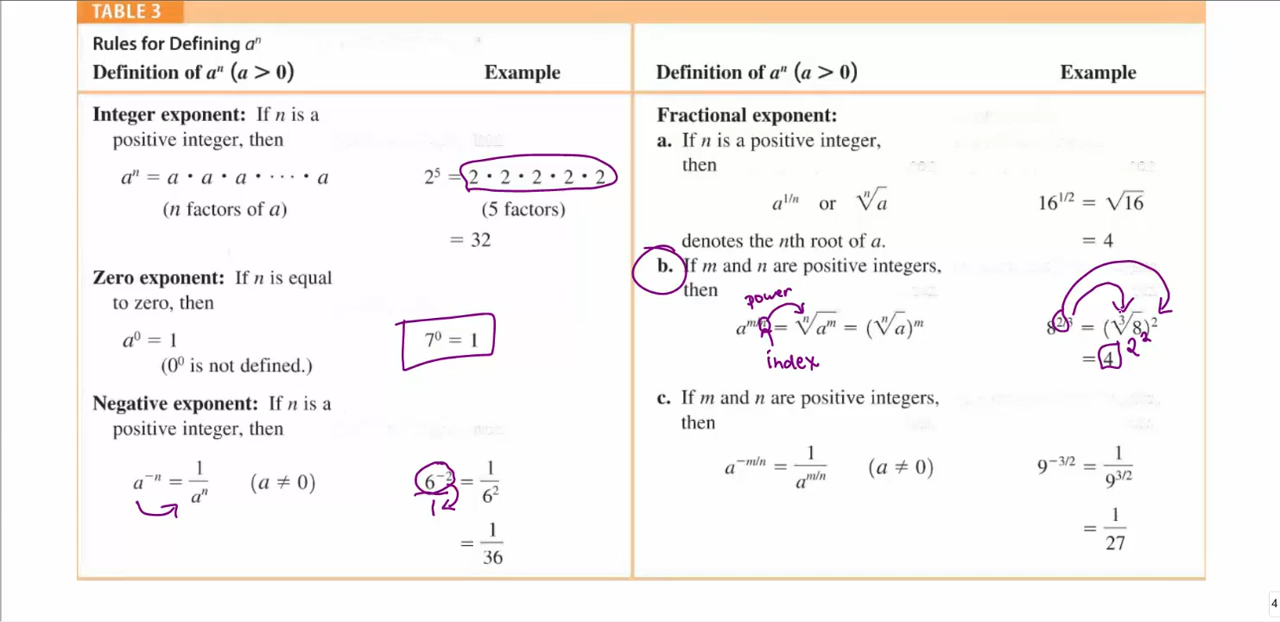 TABLE 3
Rules for Defining aⁿ
Definition of aⁿ (a > 0) Example
Integer exponent: If n is a
positive integer, then
aⁿ = a · a · a · · · · · a
2⁵ = 2 · 2 · 2 · 2 · 2
(n factors of a) (5 factors)
= 32
Zero exponent: If n is equal
to zero, then
a⁰ = 1
7⁰ = 1
(0⁰ is not defined.)
Negative exponent: If n is a
positive integer, then
a⁻ⁿ = 1/aⁿ (a ≠ 0)
6⁻² = 1/6²
1
= 1/36
Definition of aⁿ (a > 0) Example
Fractional exponent:
a. If n is a positive integer,
then
a^(1/n) or ⁿ√a
16^(1/2) = √16
denotes the nth root of a. = 4
b. If m and n are positive integers,
then
power
a^(m/n) = ⁿ√(aᵐ) = (ⁿ√a)ᵐ
8^(2/3) = (³√8)²
= 4 2²
index
c. If m and n are positive integers,
then
a^(−m/n) = 1/a^(m/n) (a ≠ 0)
9^(−3/2) = 1/9^(3/2)
= 1/27
4